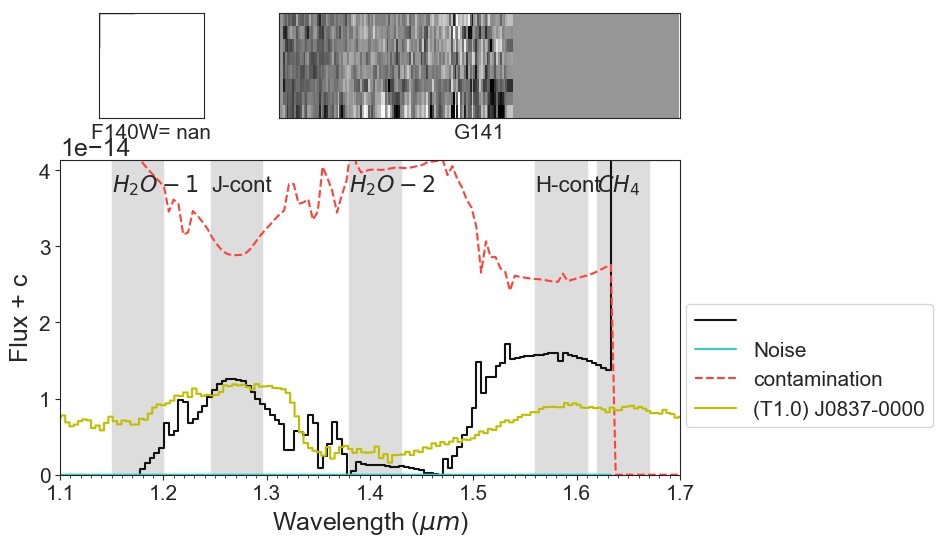 F140W= nan
G141
1e−14
H₂O − 1
J-cont
H₂O − 2
H-cont
CH₄
4
3
2
1
0
Flux + c
1.1 1.2 1.3 1.4 1.5 1.6 1.7
Wavelength (μm)
Noise
contamination
(T1.0) J0837-0000